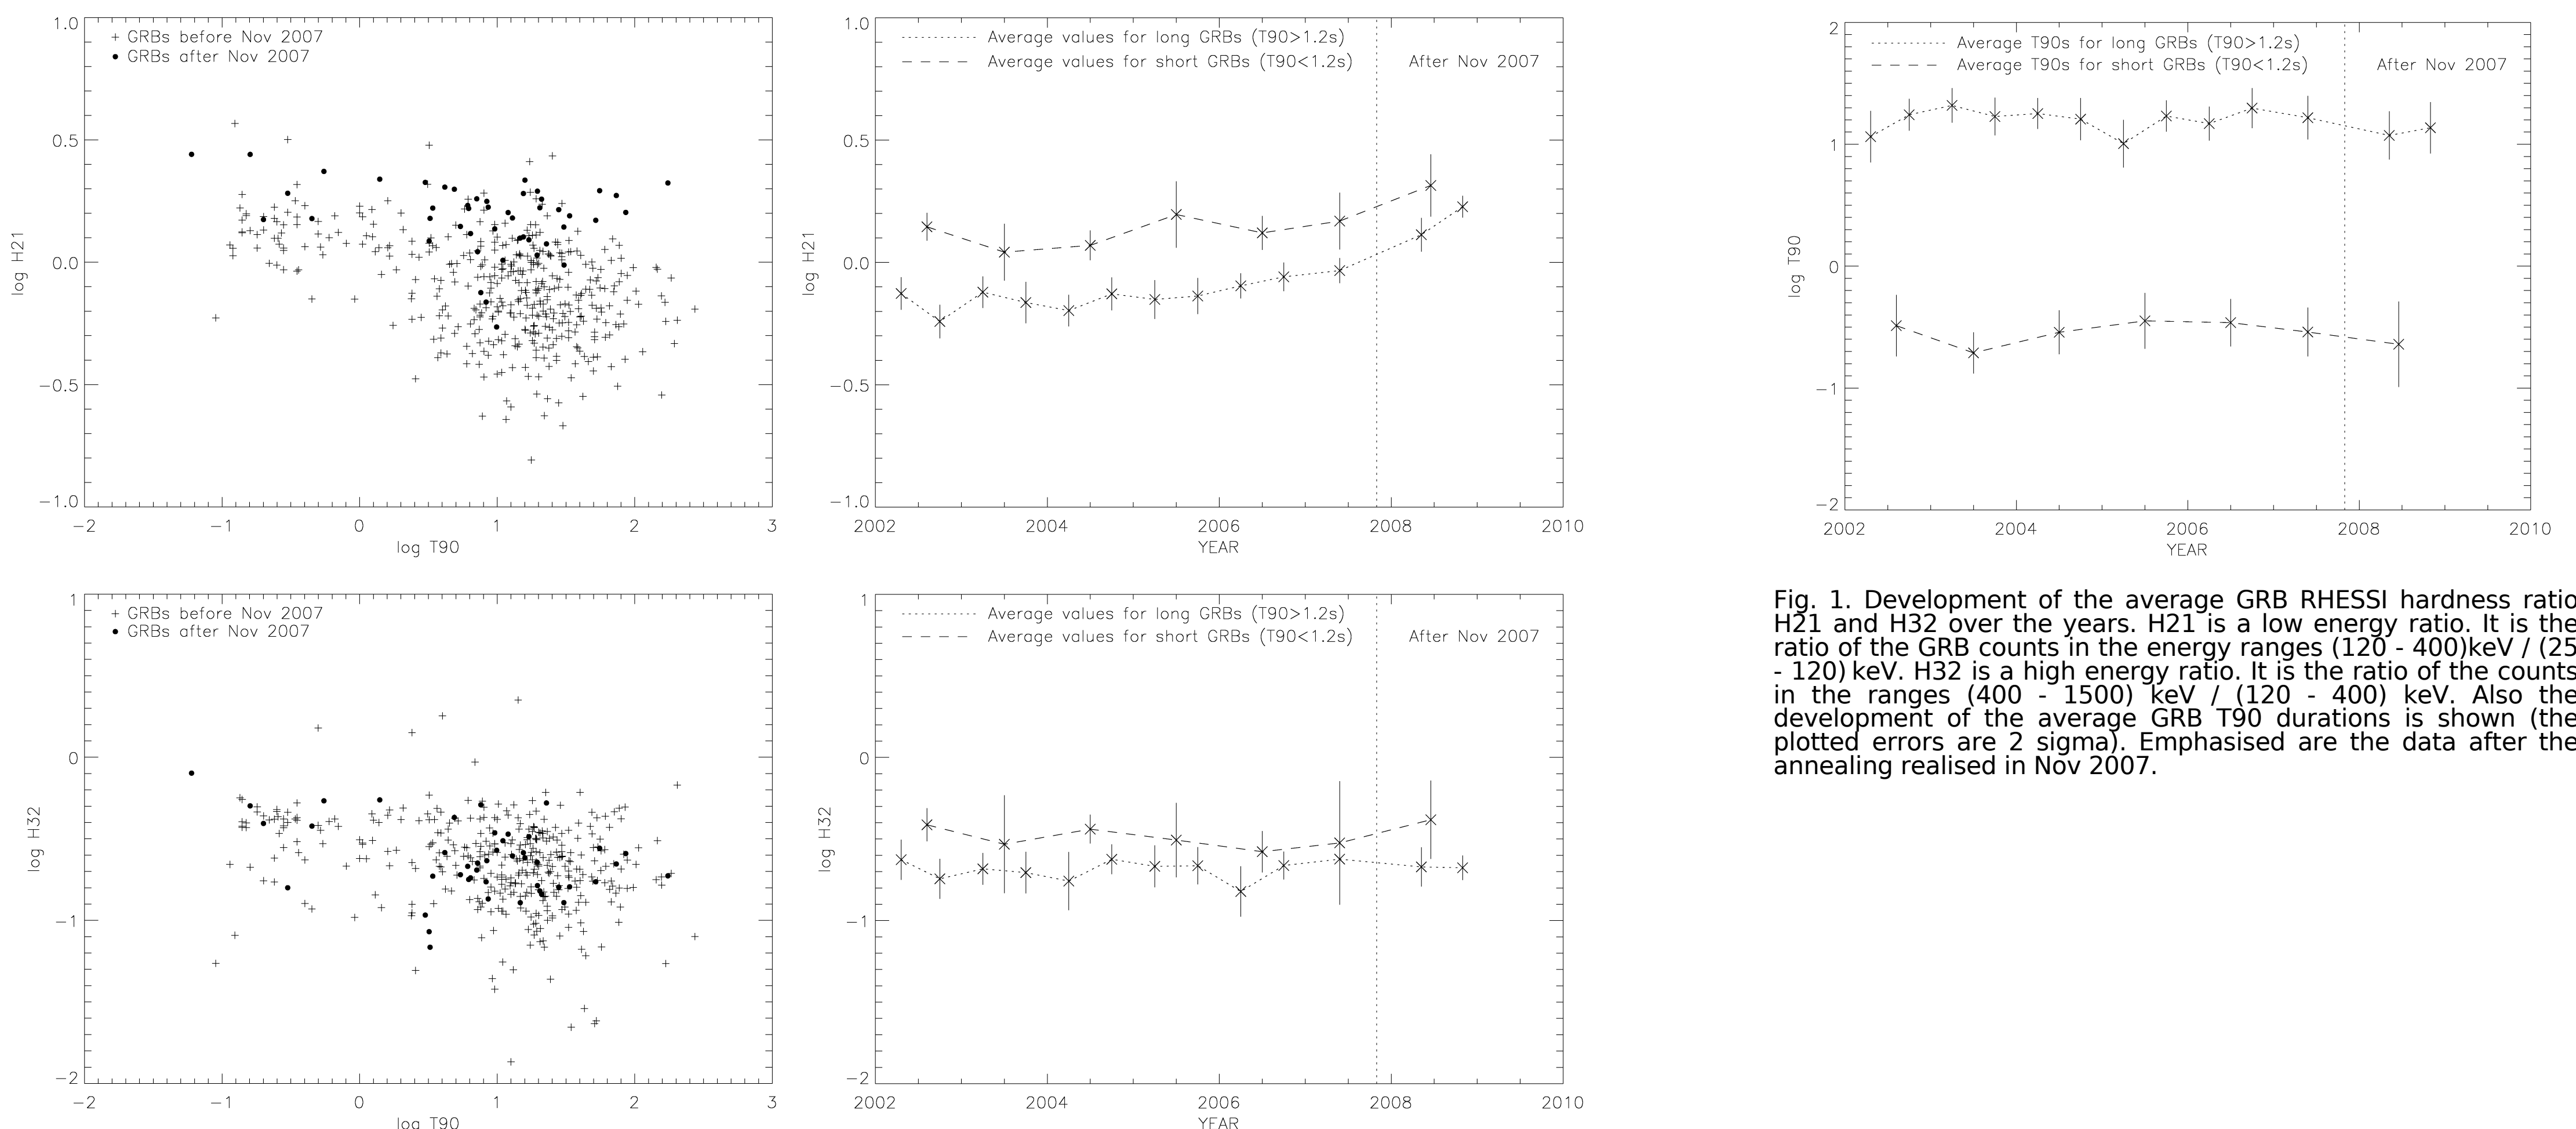 1.0
0.5
0.0
−0.5
−1.0
log H21
+ GRBs before Nov 2007
• GRBs after Nov 2007
−2 −1 0 1 2 3
log T90
1.0
0.5
0.0
−0.5
−1.0
log H21
Average values for long GRBs (T90>1.2s)
Average values for short GRBs (T90<1.2s) After Nov 2007
2002 2004 2006 2008 2010
YEAR
2
1
0
−1
−2
log T90
Average T90s for long GRBs (T90>1.2s)
Average T90s for short GRBs (T90<1.2s) After Nov 2007
2002 2004 2006 2008 2010
YEAR
1
0
−1
−2
log H32
+ GRBs before Nov 2007
• GRBs after Nov 2007
−2 −1 0 1 2 3
log T90
1
0
−1
−2
log H32
Average values for long GRBs (T90>1.2s)
Average values for short GRBs (T90<1.2s) After Nov 2007
2002 2004 2006 2008 2010
YEAR
Fig. 1. Development of the average GRB RHESSI hardness ratio
H21 and H32 over the years. H21 is a low energy ratio. It is the
ratio of the GRB counts in the energy ranges (120 - 400)keV / (25
- 120) keV. H32 is a high energy ratio. It is the ratio of the counts
in the ranges (400 - 1500) keV / (120 - 400) keV. Also the
development of the average GRB T90 durations is shown (the
plotted errors are 2 sigma). Emphasised are the data after the
annealing realised in Nov 2007.